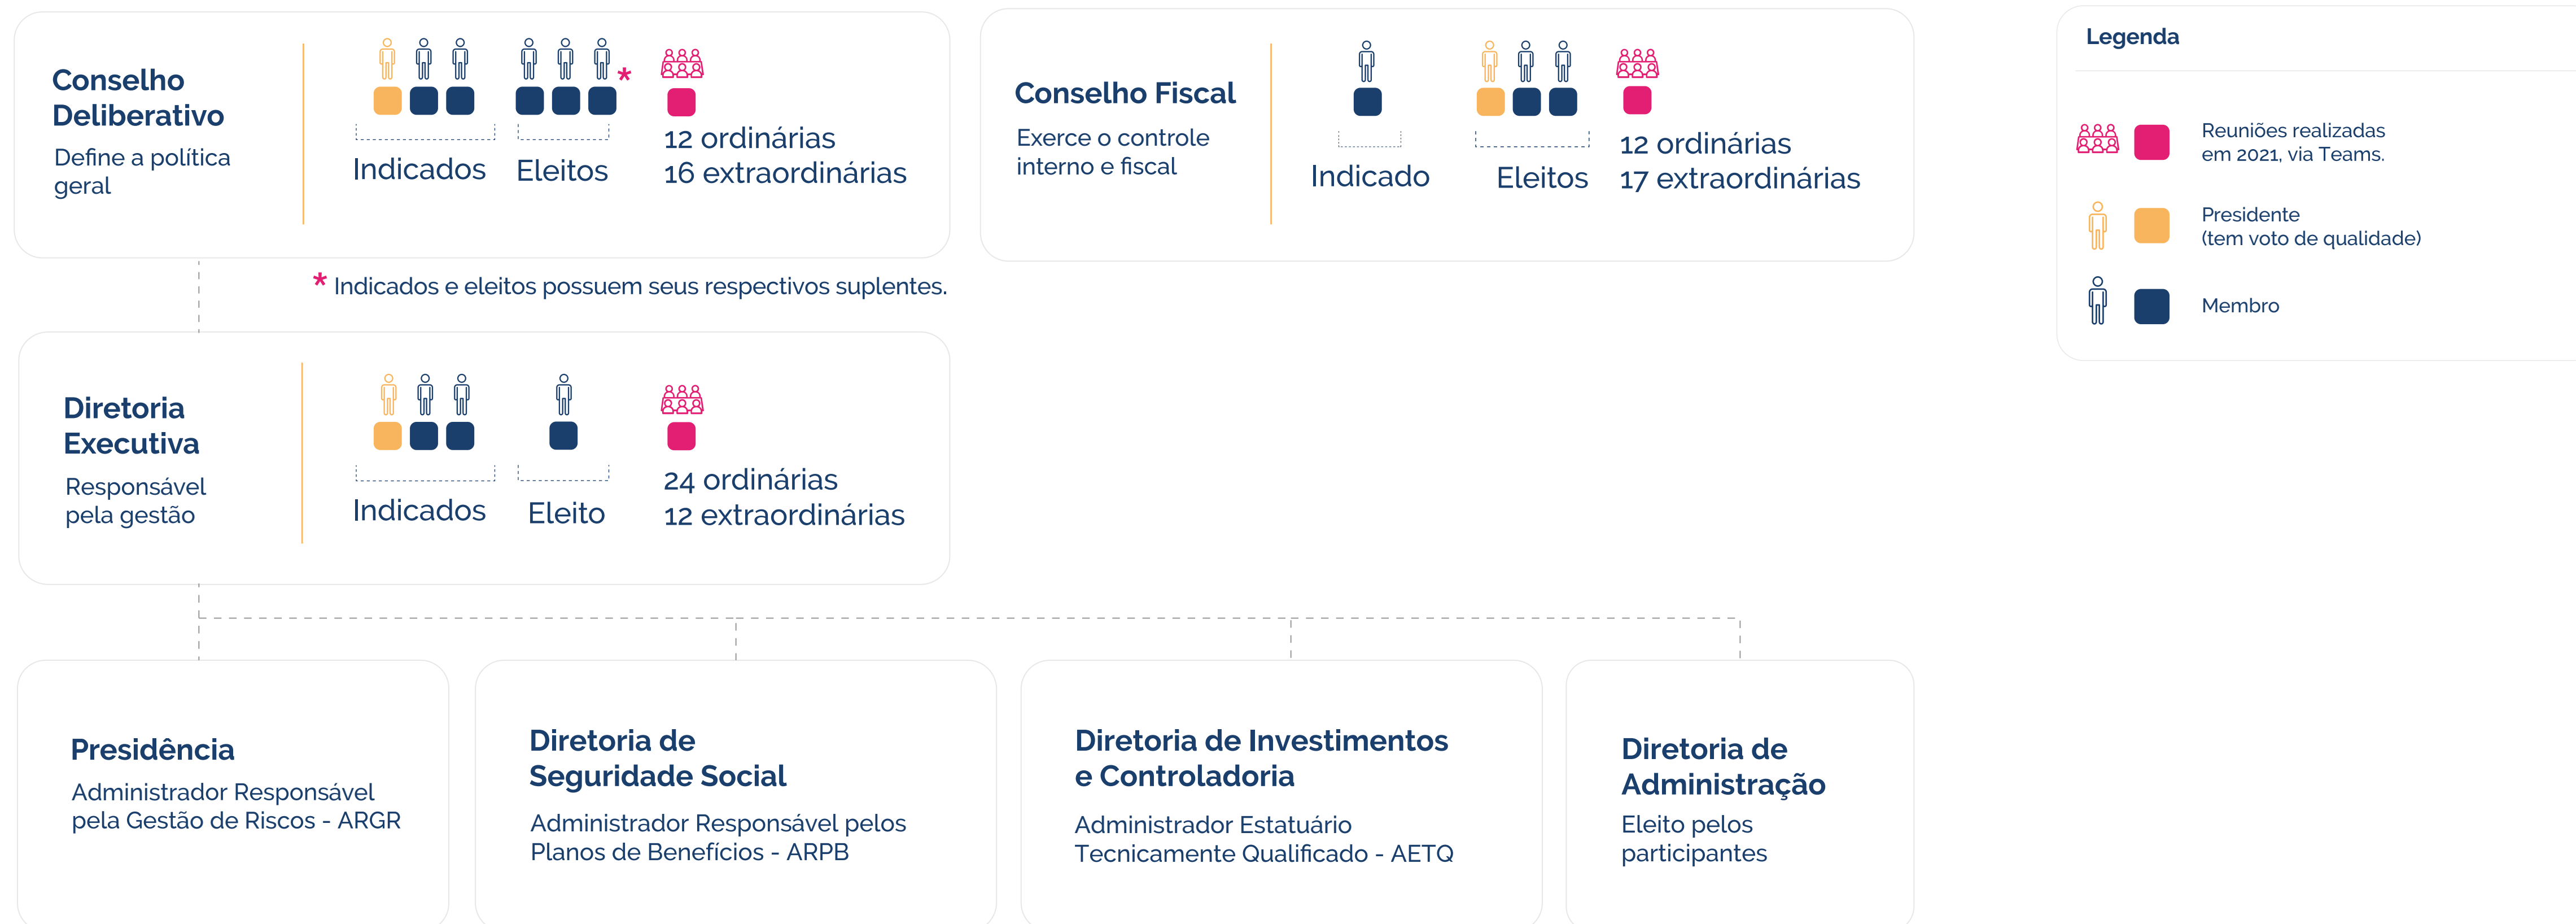 Conselho
Deliberativo
Define a política
geral
Indicados
Eleitos
*
12 ordinárias
16 extraordinárias
* Indicados e eleitos possuem seus respectivos suplentes.
Conselho Fiscal
Exerce o controle
interno e fiscal
Indicado
Eleitos
12 ordinárias
17 extraordinárias
Legenda
Reuniões realizadas
em 2021, via Teams.
Presidente
(tem voto de qualidade)
Membro
Diretoria
Executiva
Responsável
pela gestão
Indicados
Eleito
24 ordinárias
12 extraordinárias
Presidência
Administrador Responsável
pela Gestão de Riscos - ARGR
Diretoria de
Seguridade Social
Administrador Responsável pelos
Planos de Benefícios - ARPB
Diretoria de Investimentos
e Controladoria
Administrador Estatuário
Tecnicamente Qualificado - AETQ
Diretoria de
Administração
Eleito pelos
participantes